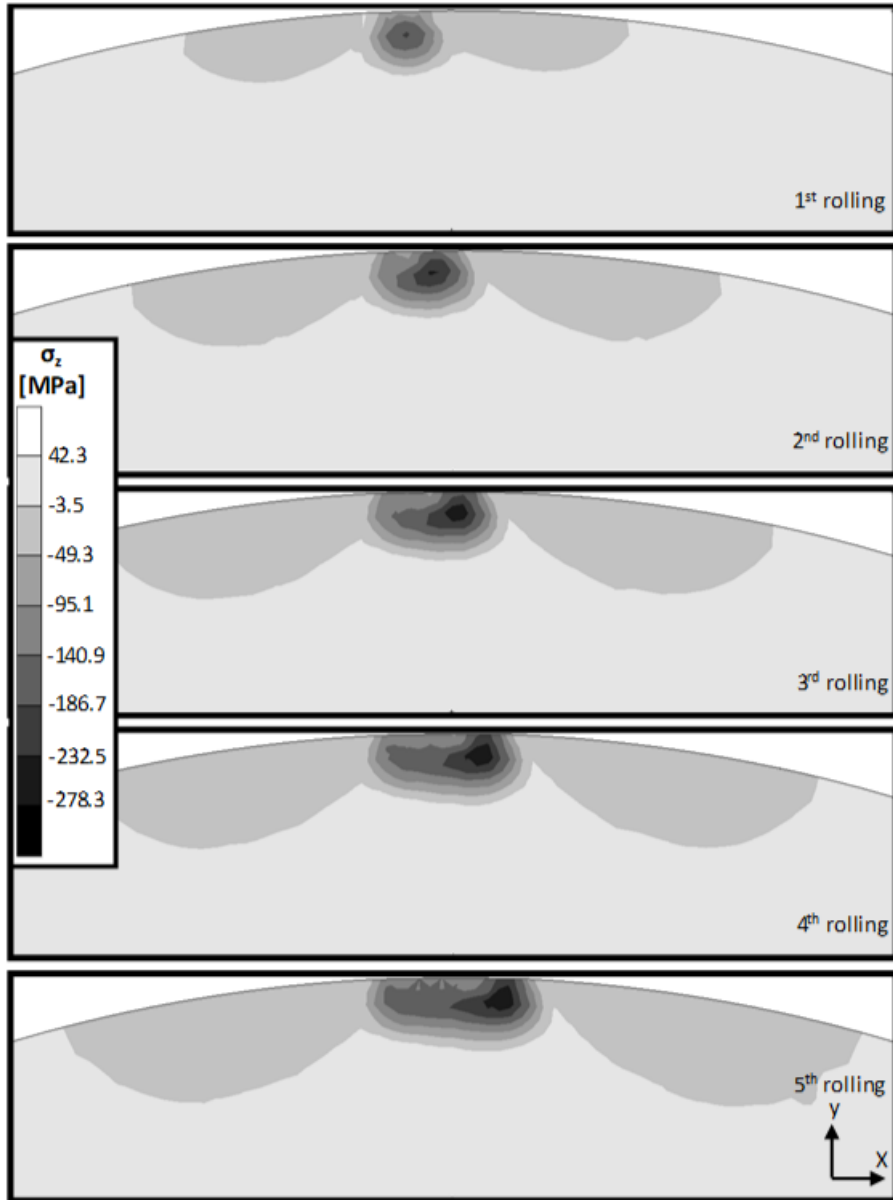 1st rolling
2nd rolling
σz
[MPa]
42.3
-3.5
-49.3
-95.1
-140.9
-186.7
-232.5
-278.3
3rd rolling
4th rolling
5th rolling
y
X